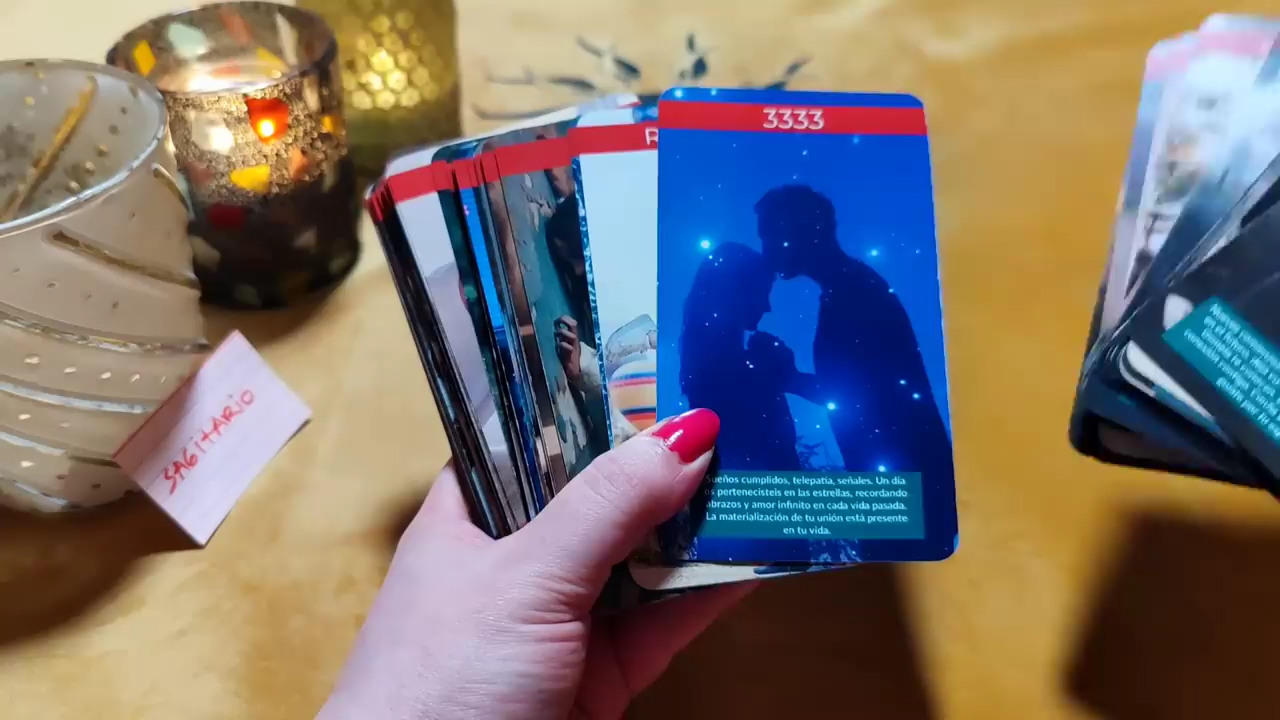 3333
R
SAGITARIO
Sueños cumplidos, telepatía, señales. Un día
os pertenecisteis en las estrellas, recordando
abrazos y amor infinito en cada vida pasada.
La materialización de tu unión está presente
en tu vida.